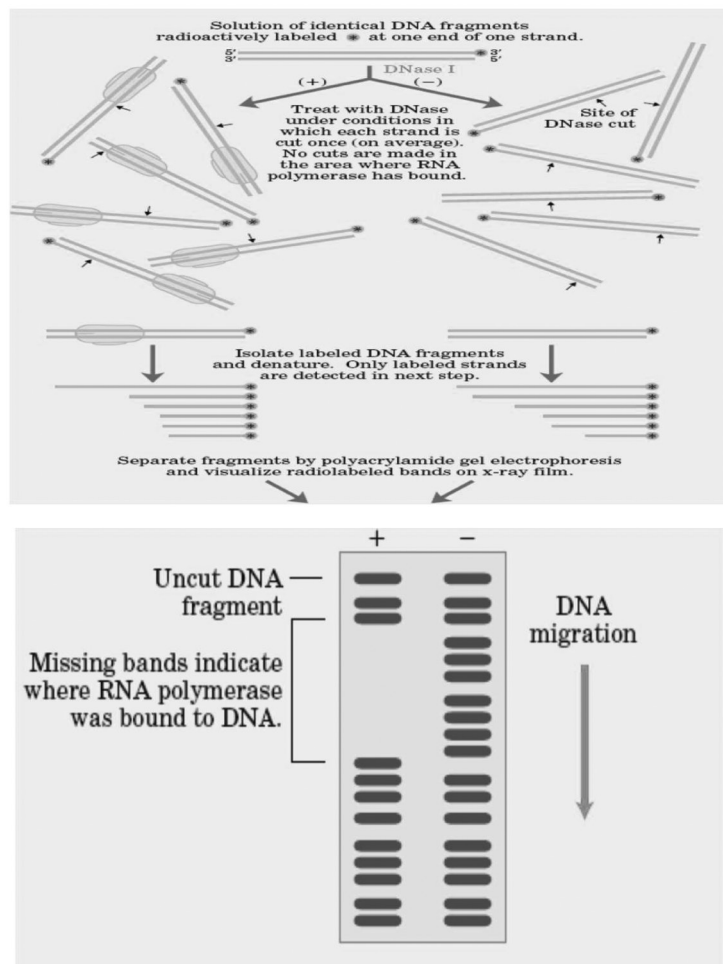 Solution of identical DNA fragments
radioactively labeled at one end of one strand.
5′ 3′
3′ 5′
DNase I
(+) (−)
Treat with DNase
under conditions in
which each strand is
cut once (on average).
No cuts are made in
the area where RNA
polymerase has bound.
Site of
DNase cut
Isolate labeled DNA fragments
and denature. Only labeled strands
are detected in next step.
Separate fragments by polyacrylamide gel electrophoresis
and visualize radiolabeled bands on x-ray film.
+ −
Uncut DNA
fragment
Missing bands indicate
where RNA polymerase
was bound to DNA.
DNA
migration